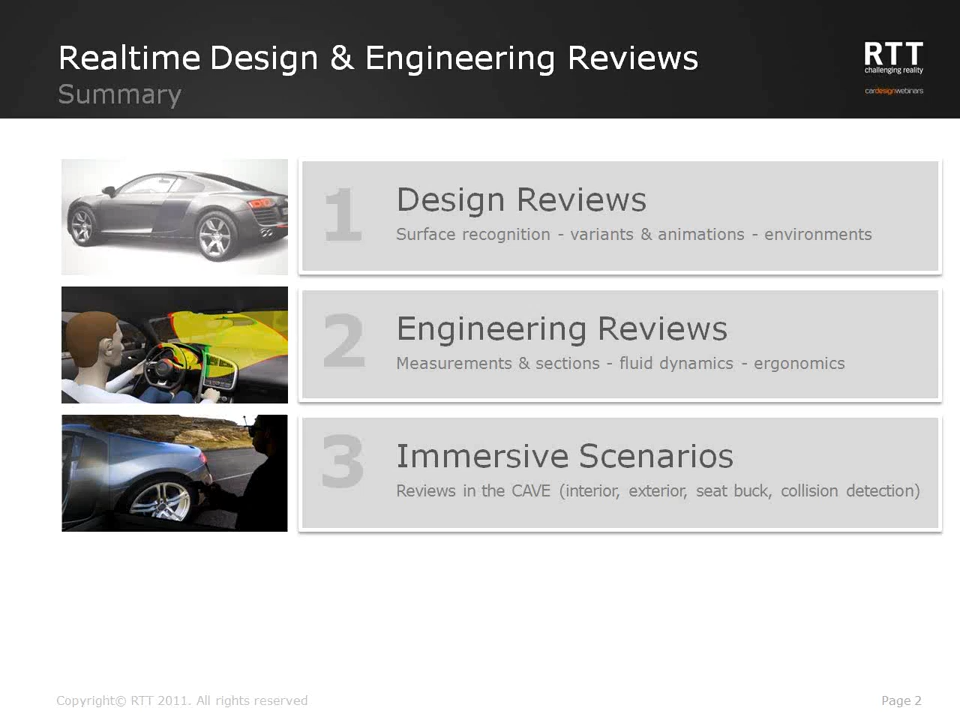 Realtime Design & Engineering Reviews
Summary
RTT
challenging reality
cardesignwebinars
1
Design Reviews
Surface recognition - variants & animations - environments
2
Engineering Reviews
Measurements & sections - fluid dynamics - ergonomics
3
Immersive Scenarios
Reviews in the CAVE (interior, exterior, seat buck, collision detection)
Copyright© RTT 2011. All rights reserved
Page 2